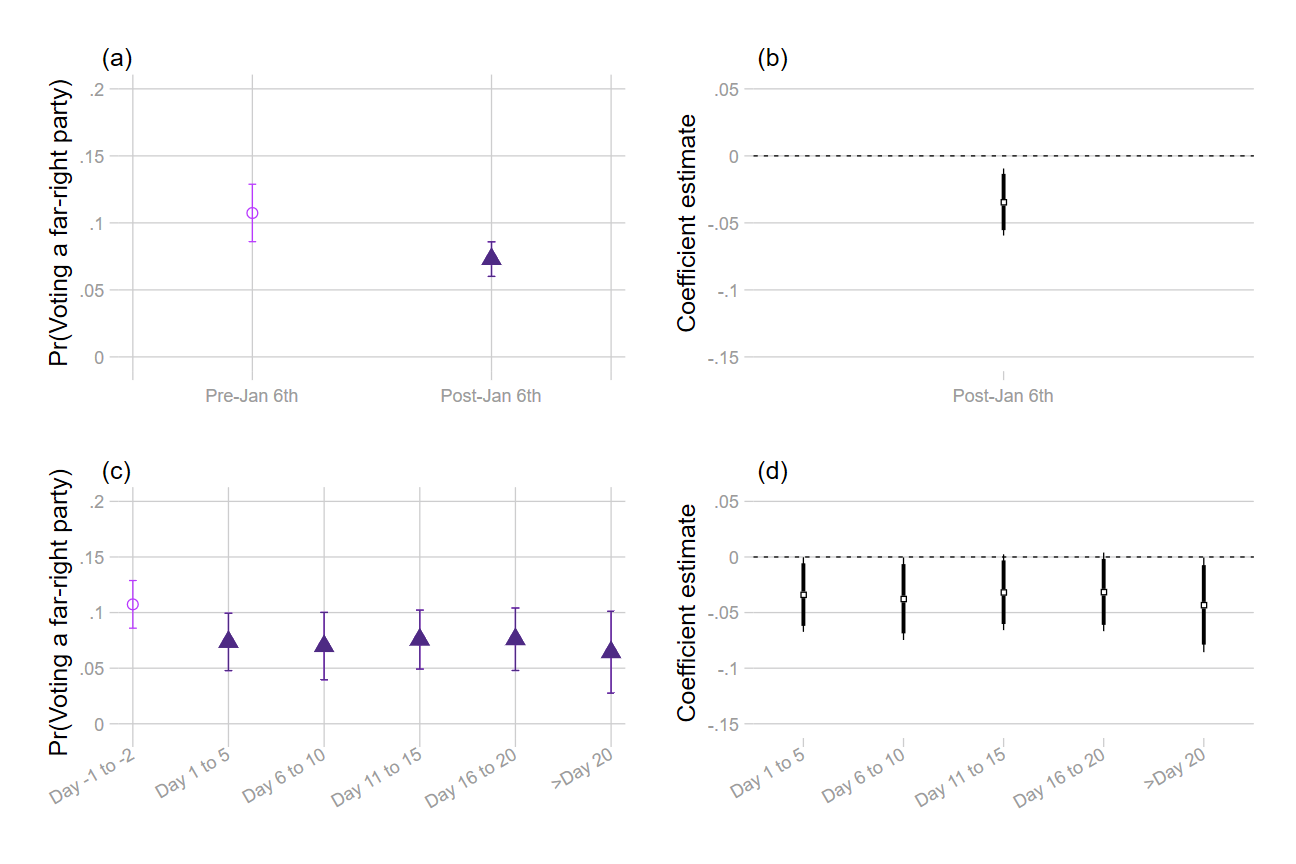 (a)
Pr(Voting a far-right party)
.2
.15
.1
.05
0
Pre-Jan 6th
Post-Jan 6th
(b)
Coefficient estimate
.05
0
-.05
-.1
-.15
Post-Jan 6th
(c)
Pr(Voting a far-right party)
.2
.15
.1
.05
0
Day -1 to -2
Day 1 to 5
Day 6 to 10
Day 11 to 15
Day 16 to 20
>Day 20
(d)
Coefficient estimate
.05
0
-.05
-.1
-.15
Day 1 to 5
Day 6 to 10
Day 11 to 15
Day 16 to 20
>Day 20